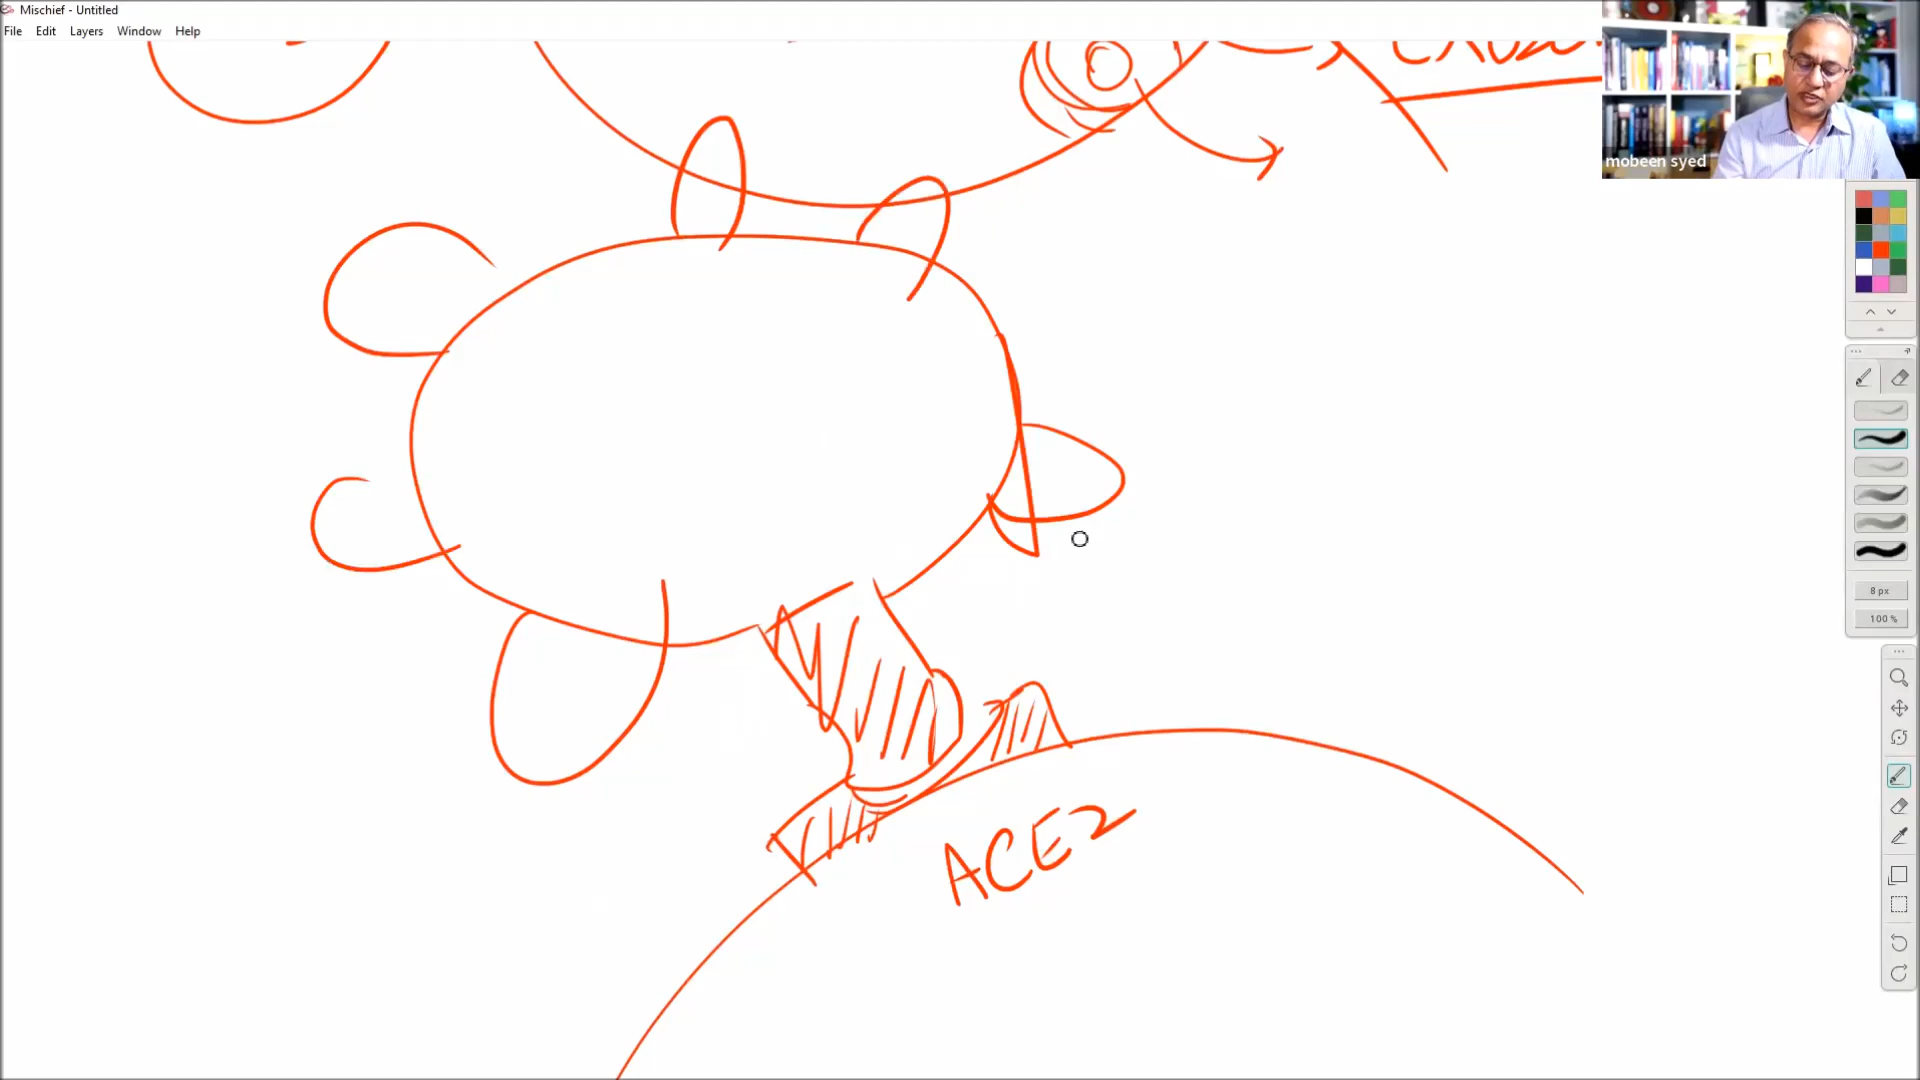 Mischief - Untitled
File Edit Layers Window Help
mobeen syed
8 px
100 %
ACE2